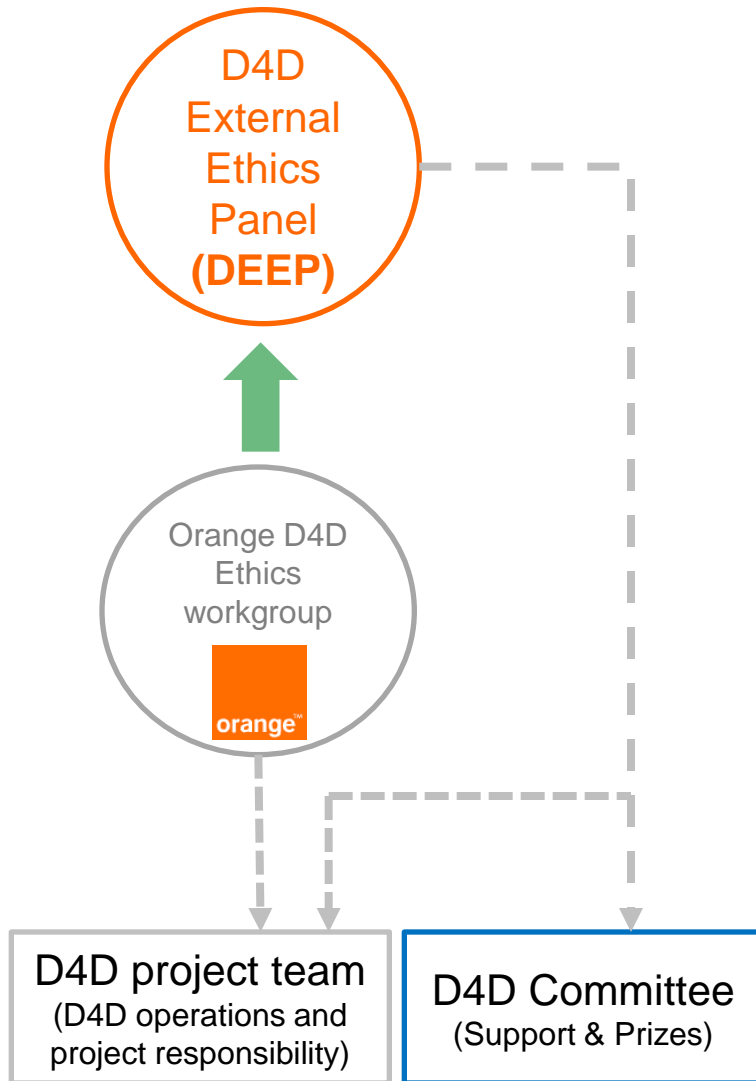 D4D
External
Ethics
Panel
(DEEP)
Orange D4D
Ethics
workgroup
orange™
D4D project team
(D4D operations and
project responsibility)
D4D Committee
(Support & Prizes)